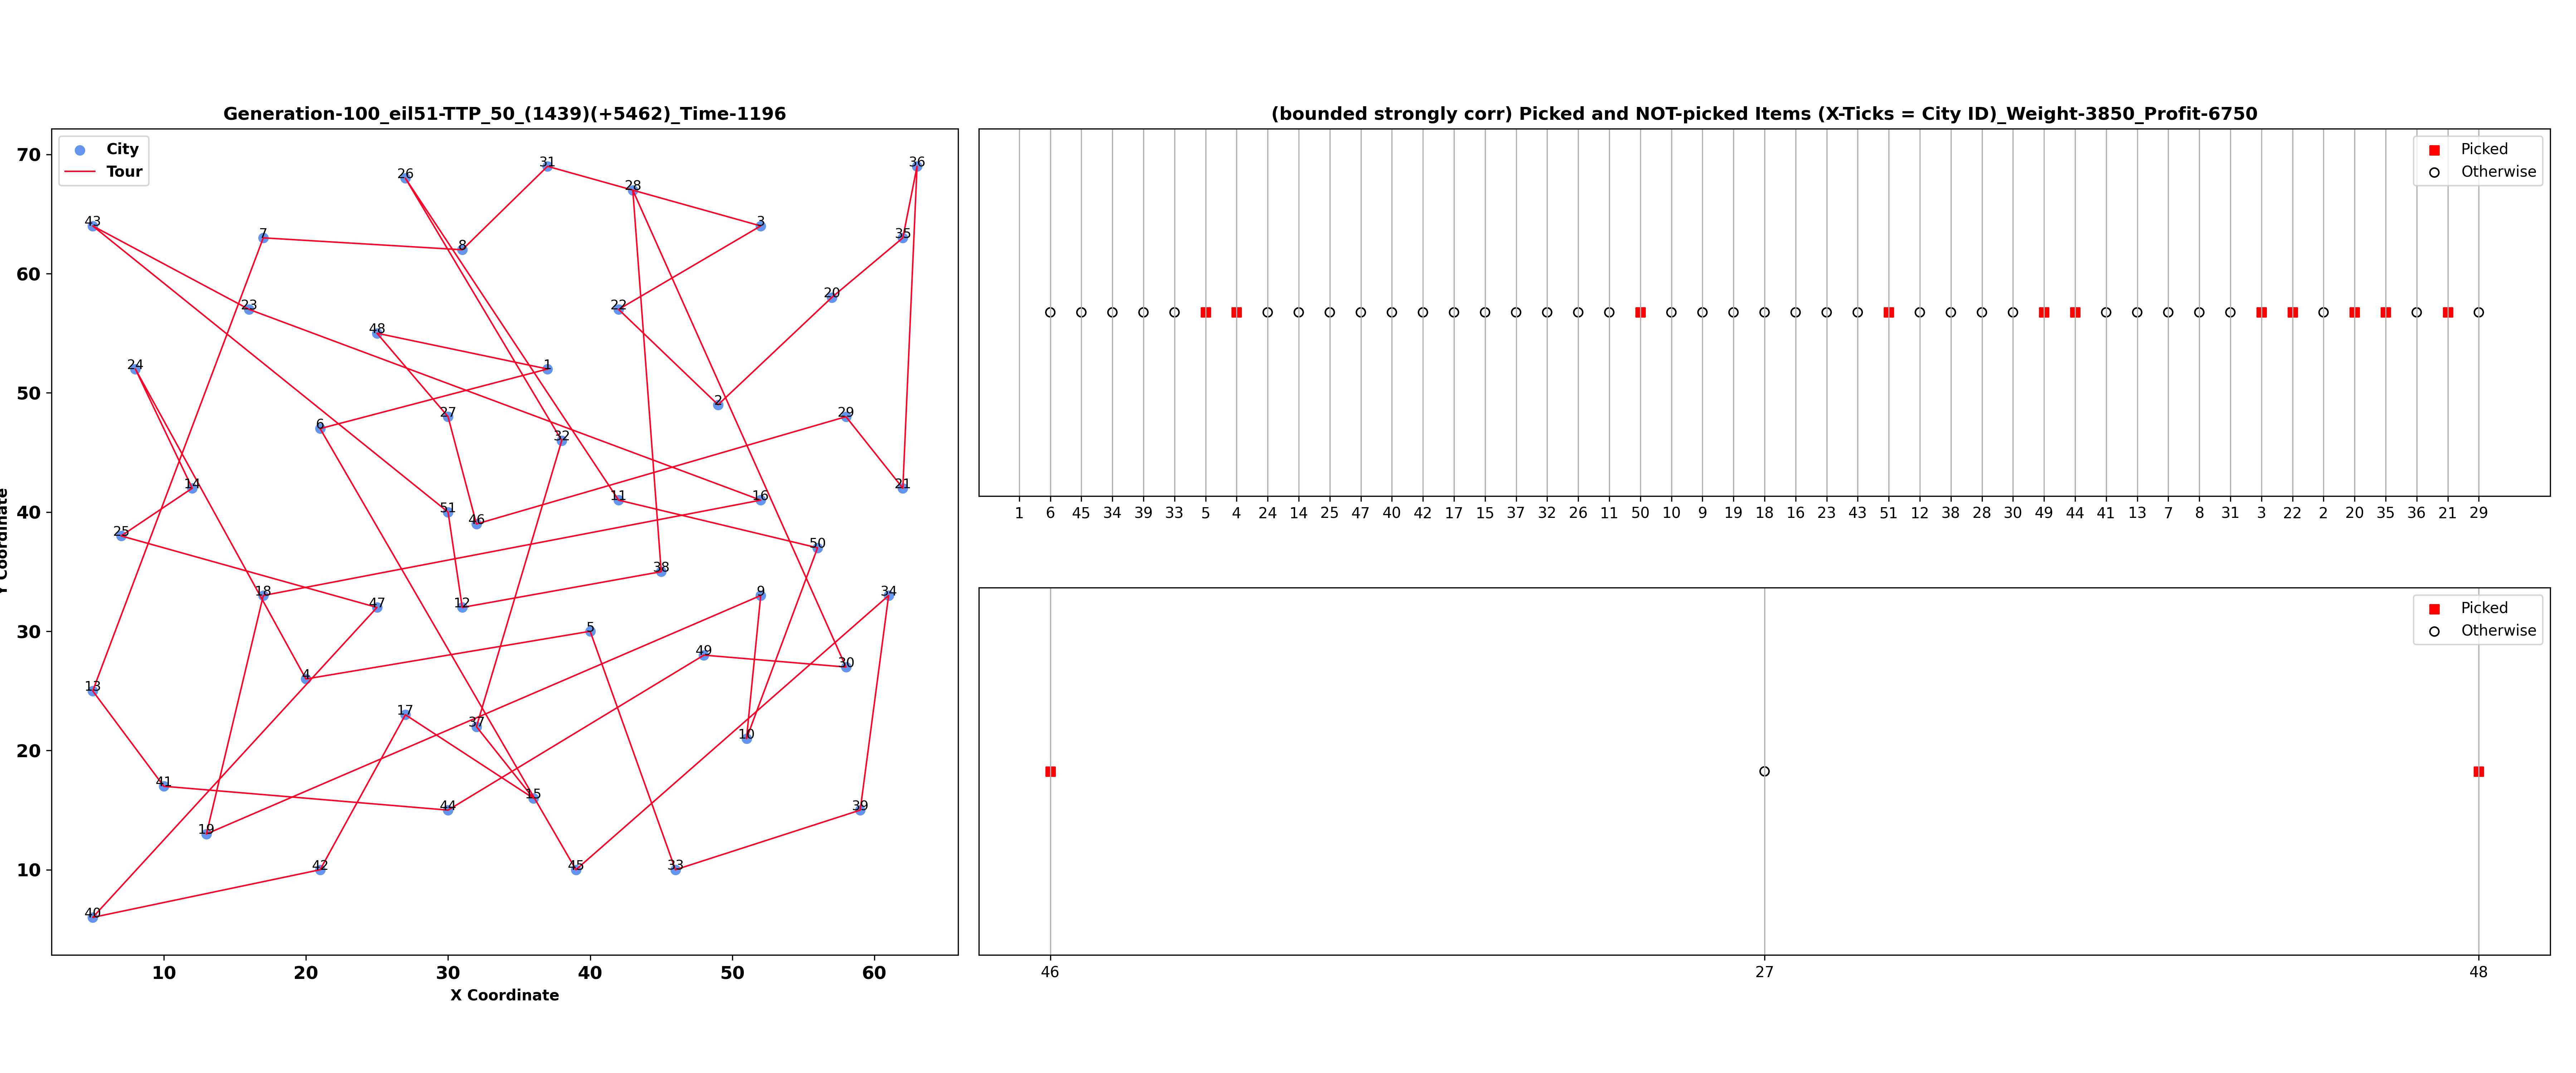 Generation-100_eil51-TTP_50_(1439)(+5462)_Time-1196
City
Tour
70
60
50
40
30
20
10
10 20 30 40 50 60
X Coordinate
Y Coordinate
26 31 28 36
43 7 8 3 35
23 22 20
48
24 1
6 27 2 29
32
14 11 16 21
25 51 46
50
38
18 47 12 9 34
5
4 49 30
13
17 37 10
41 44 15 39
19
42 45 33
40
(bounded strongly corr) Picked and NOT-picked Items (X-Ticks = City ID)_Weight-3850_Profit-6750
Picked
Otherwise
1 6 45 34 39 33 5 4 24 14 25 47 40 42 17 15 37 32 26 11 50 10 9 19 18 16 23 43 51 12 38 28 30 49 44 41 13 7 8 31 3 22 2 20 35 36 21 29
Picked
Otherwise
46 27 48